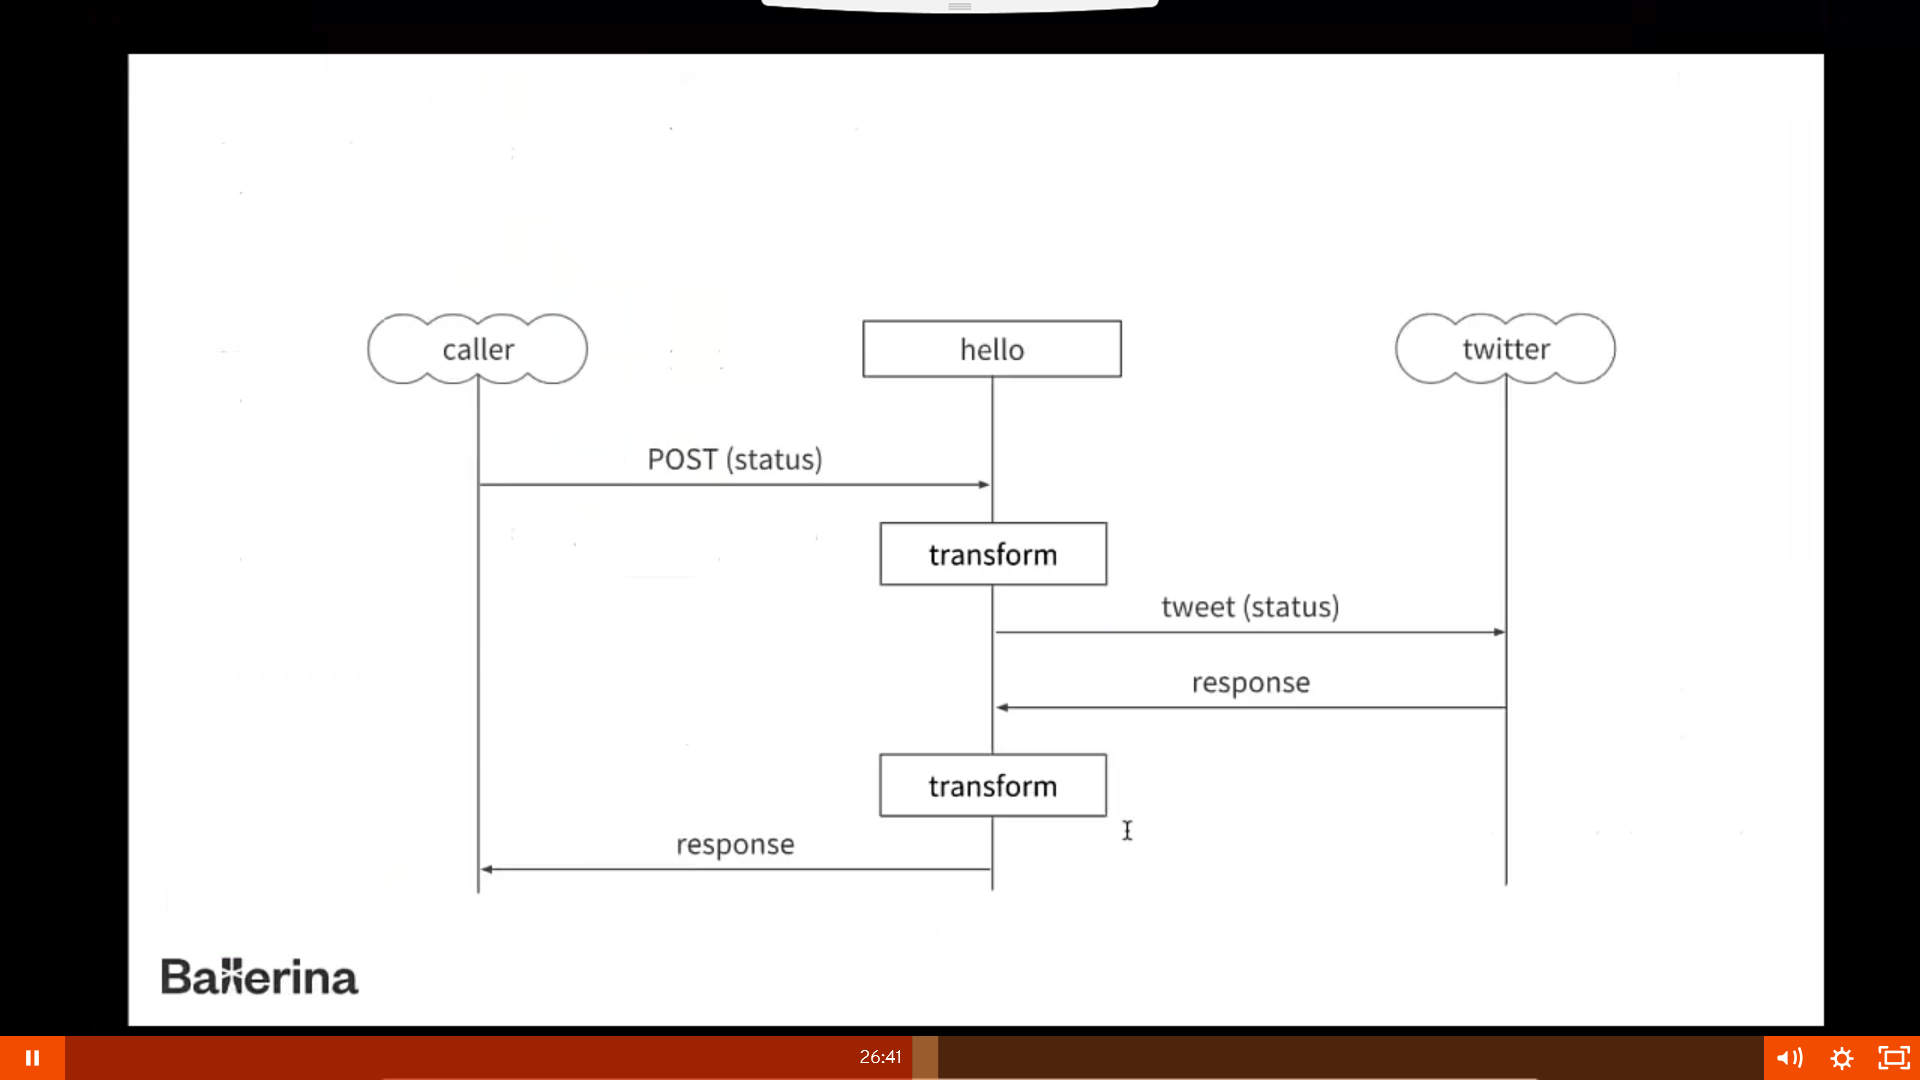 caller
hello
twitter
POST (status)
transform
tweet (status)
response
transform
response
Ballerina
26:41